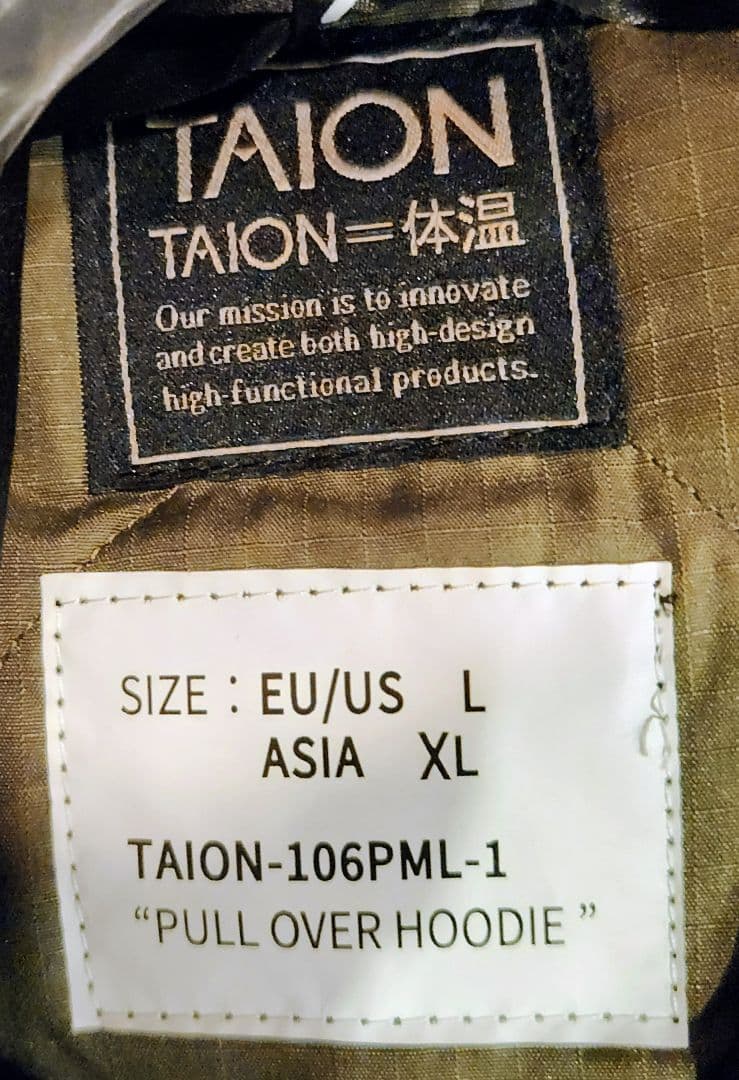 TAION
TAION=体温
Our mission is to innovate
and create both high-design
high-functional products.
SIZE : EU/US L
ASIA XL
TAION-106PML-1
“PULL OVER HOODIE”